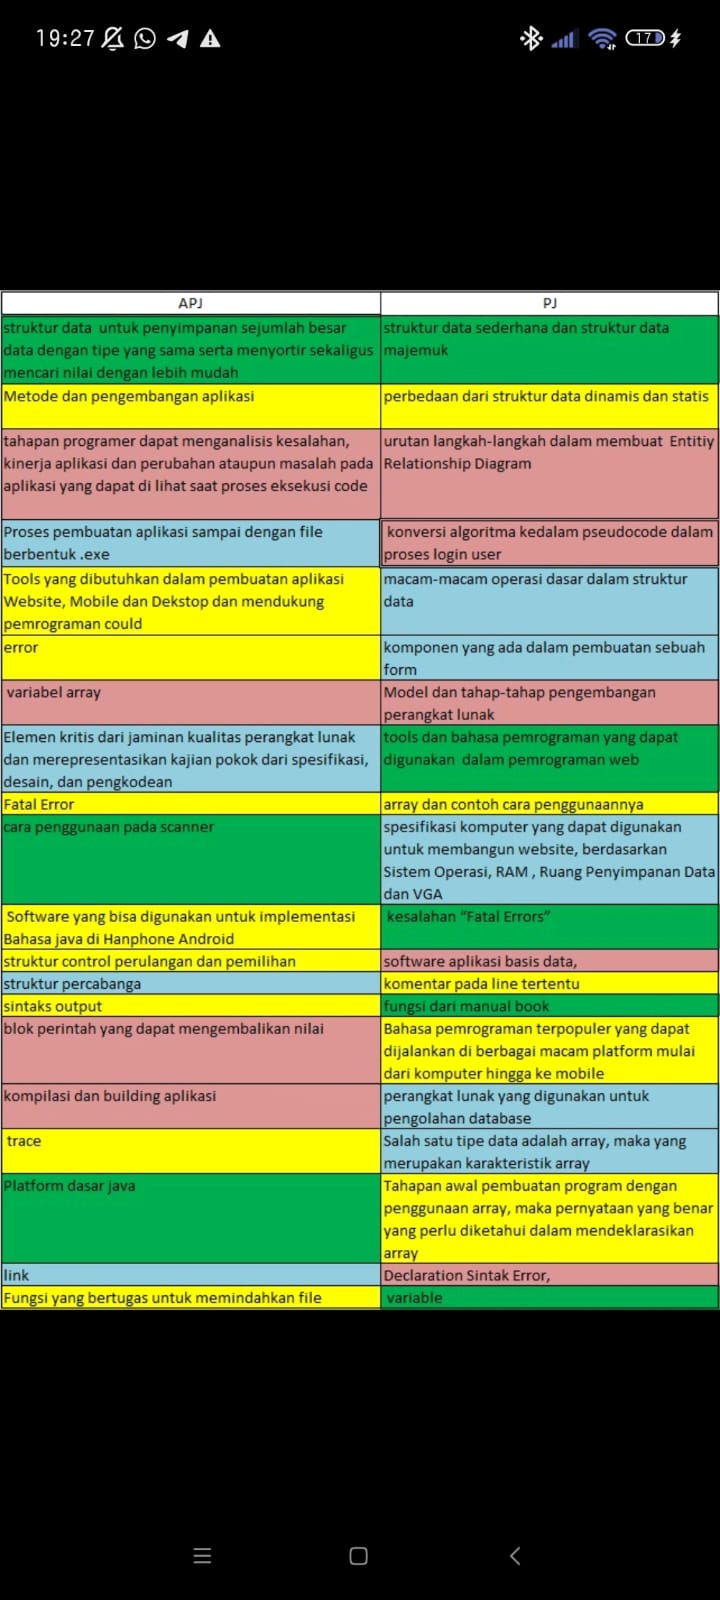 19:27
17
APJ
PJ
struktur data untuk penyimpanan sejumlah besar
data dengan tipe yang sama serta menyortir sekaligus
mencari nilai dengan lebih mudah
struktur data sederhana dan struktur data
majemuk
Metode dan pengembangan aplikasi
perbedaan dari struktur data dinamis dan statis
tahapan programer dapat menganalisis kesalahan,
kinerja aplikasi dan perubahan ataupun masalah pada
aplikasi yang dapat di lihat saat proses eksekusi code
urutan langkah-langkah dalam membuat Entitiy
Relationship Diagram
Proses pembuatan aplikasi sampai dengan file
berbentuk .exe
konversi algoritma kedalam pseudocode dalam
proses login user
Tools yang dibutuhkan dalam pembuatan aplikasi
Website, Mobile dan Dekstop dan mendukung
pemrograman could
macam-macam operasi dasar dalam struktur
data
error
komponen yang ada dalam pembuatan sebuah
form
variabel array
Model dan tahap-tahap pengembangan
perangkat lunak
Elemen kritis dari jaminan kualitas perangkat lunak
dan merepresentasikan kajian pokok dari spesifikasi,
desain, dan pengkodean
tools dan bahasa pemrograman yang dapat
digunakan dalam pemrograman web
Fatal Error
array dan contoh cara penggunaannya
cara penggunaan pada scanner
spesifikasi komputer yang dapat digunakan
untuk membangun website, berdasarkan
Sistem Operasi, RAM , Ruang Penyimpanan Data
dan VGA
Software yang bisa digunakan untuk implementasi
Bahasa java di Hanphone Android
kesalahan “Fatal Errors”
struktur control perulangan dan pemilihan
software aplikasi basis data,
struktur percabanga
komentar pada line tertentu
sintaks output
fungsi dari manual book
blok perintah yang dapat mengembalikan nilai
Bahasa pemrograman terpopuler yang dapat
dijalankan di berbagai macam platform mulai
dari komputer hingga ke mobile
kompilasi dan building aplikasi
perangkat lunak yang digunakan untuk
pengolahan database
trace
Salah satu tipe data adalah array, maka yang
merupakan karakteristik array
Platform dasar java
Tahapan awal pembuatan program dengan
penggunaan array, maka pernyataan yang benar
yang perlu diketahui dalam mendeklarasikan
array
link
Declaration Sintak Error,
Fungsi yang bertugas untuk memindahkan file
variable